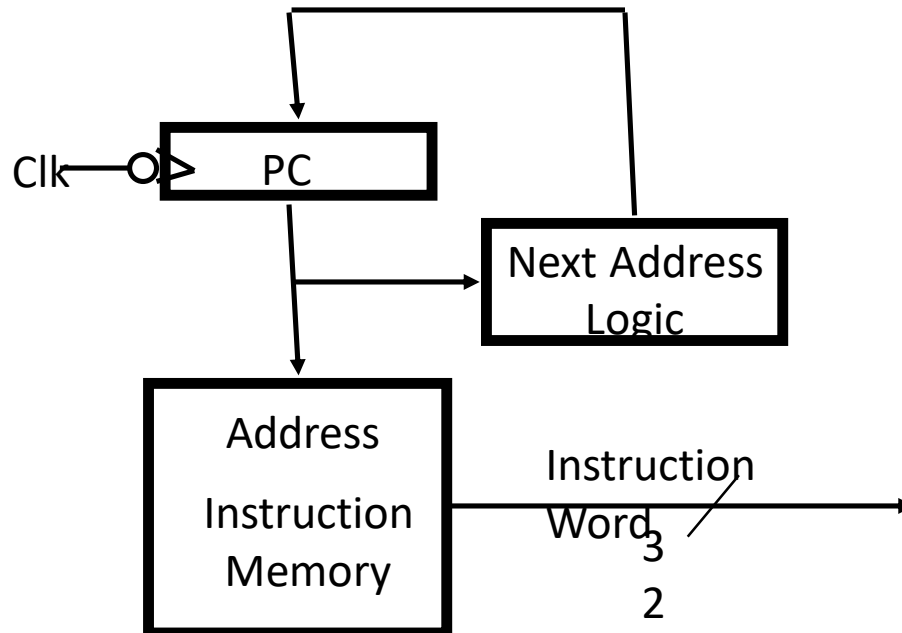 Clk
PC
Next Address
Logic
Address
Instruction
Memory
Instruction
Word
3
2